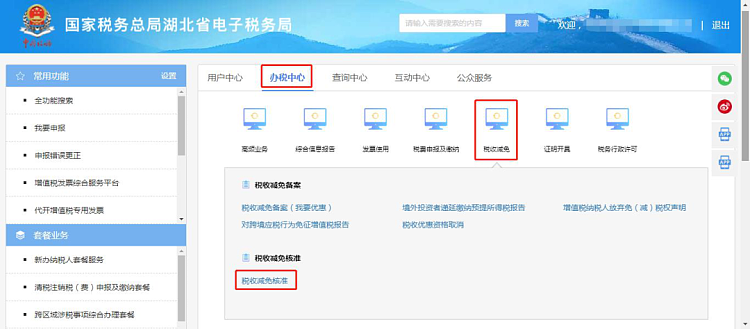 国家税务总局湖北省电子税务局
请输入需要搜索的内容
搜索
欢迎，
| 退出
常用功能 设置
全功能搜索
我要申报
申报错误更正
增值税发票综合服务平台
代开增值税专用发票
套餐业务
新办纳税人套餐服务
清税注销税（费）申报及缴纳套餐
跨区域涉税事项综合办理套餐
用户中心 办税中心 查询中心 互动中心 公众服务
高频业务 综合信息报告 发票使用 税费申报及缴纳 税收减免 证明开具 税务行政许可
税收减免备案
税收减免备案（我要优惠） 境外投资者递延缴纳预提所得税报告 增值税纳税人放弃免（减）税权声明
对跨境应税行为免征增值税报告 税收优惠资格取消
税收减免核准
税收减免核准
APP
APP